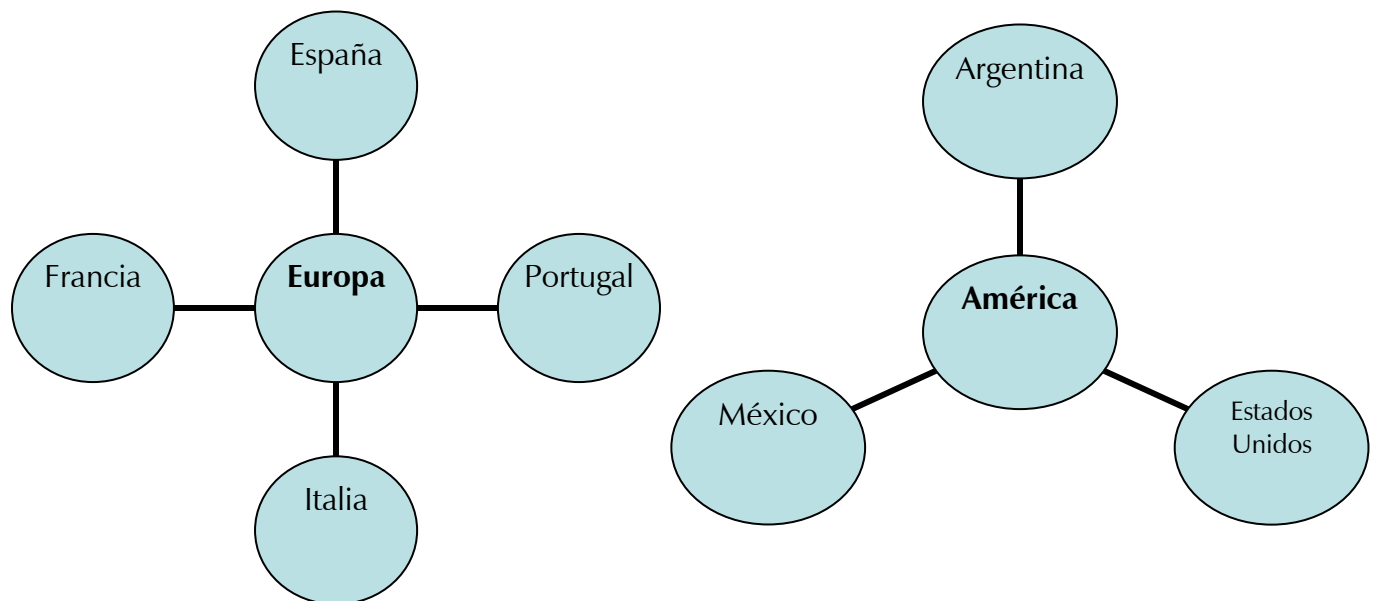 España
Francia
Europa
Portugal
Italia
Argentina
América
México
Estados
Unidos